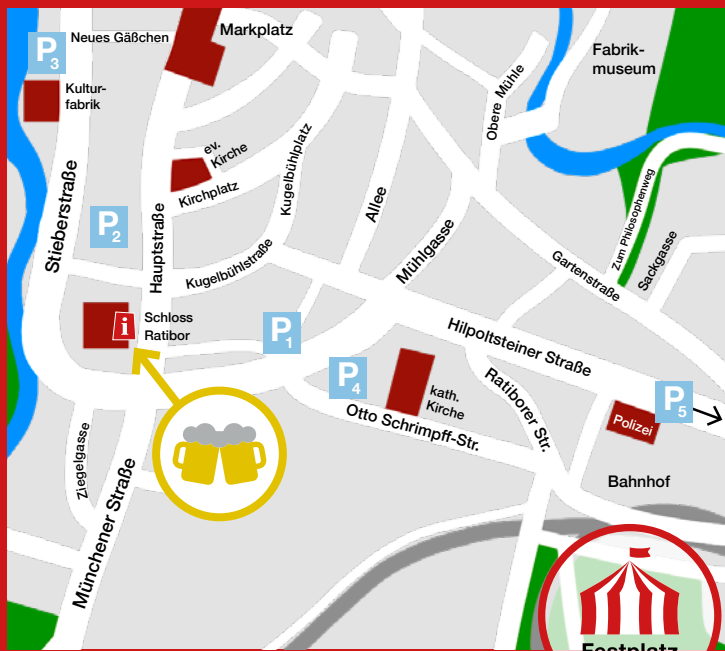 P3
Neues Gäßchen
Markplatz
Fabrik-
museum
Kultur-
fabrik
Obere Mühle
ev.
Kirche
Kirchplatz
Kugelbühlplatz
Stieberstraße
Hauptstraße
Allee
Mühlgasse
Zum Philosophenweg
Sackgasse
Gartenstraße
P2
Kugelbühlstraße
i
Schloss
Ratibor
P1
Hilpoltsteiner Straße
P4
kath.
Kirche
Ratiborer Str.
Otto Schrimpff-Str.
P5
Polizei
Ziegelgasse
Münchener Straße
Bahnhof
Festplatz